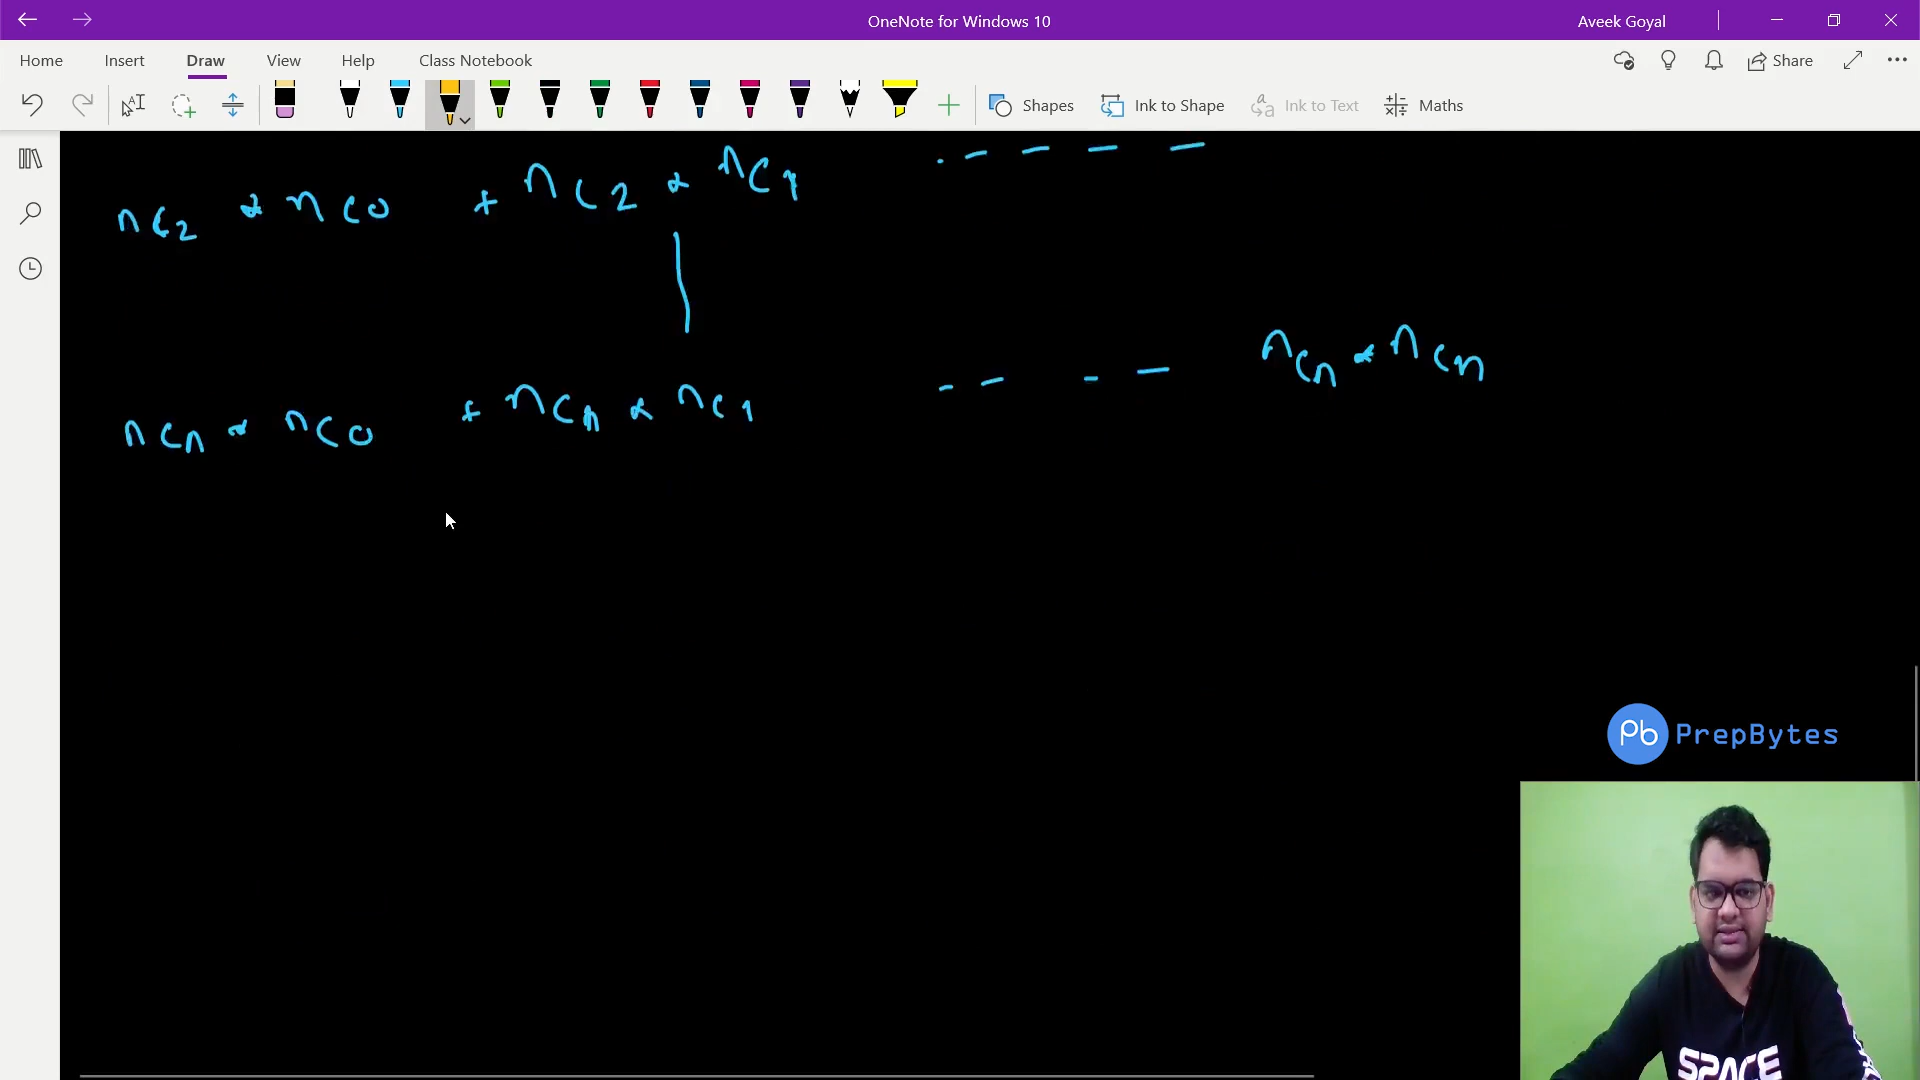 OneNote for Windows 10 Aveek Goyal
Home Insert Draw View Help Class Notebook Share
Shapes Ink to Shape Ink to Text Maths
nC2 * nC0 + nC2 * nC1 - - - - -
nCn * nC0 + nCn * nC1 - - - - nCn * nCn
Pb PrepBytes
SPACE